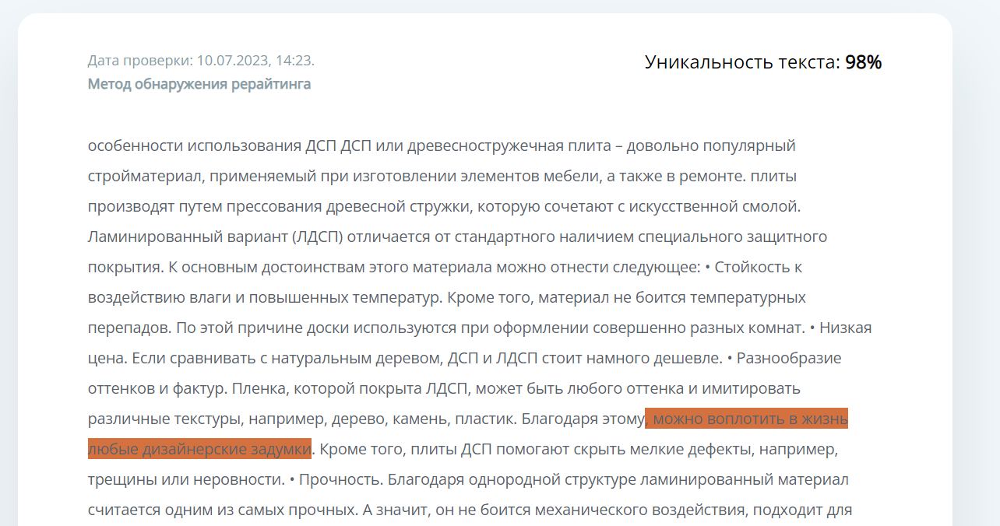 Дата проверки: 10.07.2023, 14:23.
Уникальность текста: 98%
Метод обнаружения рерайтинга
особенности использования ДСП ДСП или древесностружечная плита – довольно популярный
стройматериал, применяемый при изготовлении элементов мебели, а также в ремонте. плиты
производят путем прессования древесной стружки, которую сочетают с искусственной смолой.
Ламинированный вариант (ЛДСП) отличается от стандартного наличием специального защитного
покрытия. К основным достоинствам этого материала можно отнести следующее: • Стойкость к
воздействию влаги и повышенных температур. Кроме того, материал не боится температурных
перепадов. По этой причине доски используются при оформлении совершенно разных комнат. • Низкая
цена. Если сравнивать с натуральным деревом, ДСП и ЛДСП стоит намного дешевле. • Разнообразие
оттенков и фактур. Пленка, которой покрыта ЛДСП, может быть любого оттенка и имитировать
различные текстуры, например, дерево, камень, пластик. Благодаря этому, можно воплотить в жизнь
любые дизайнерские задумки. Кроме того, плиты ДСП помогают скрыть мелкие дефекты, например,
трещины или неровности. • Прочность. Благодаря однородной структуре ламинированный материал
считается одним из самых прочных. А значит, он не боится механического воздействия, подходит для